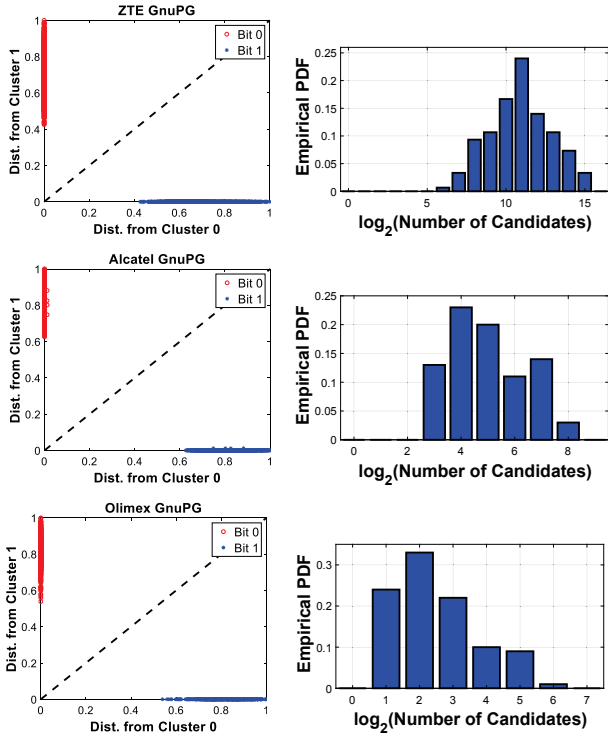 ZTE GnuPG
Dist. from Cluster 1
1
0.8
0.6
0.4
0.2
0
0 0.2 0.4 0.6 0.8 1
Dist. from Cluster 0
Bit 0
Bit 1
Empirical PDF
0.25
0.2
0.15
0.1
0.05
0
0 5 10 15
log2(Number of Candidates)
Alcatel GnuPG
Dist. from Cluster 1
1
0.8
0.6
0.4
0.2
0
0 0.2 0.4 0.6 0.8 1
Dist. from Cluster 0
Bit 0
Bit 1
Empirical PDF
0.25
0.2
0.15
0.1
0.05
0
0 2 4 6 8
log2(Number of Candidates)
Olimex GnuPG
Dist. from Cluster 1
1
0.8
0.6
0.4
0.2
0
0 0.2 0.4 0.6 0.8 1
Dist. from Cluster 0
Bit 0
Bit 1
Empirical PDF
0.3
0.2
0.1
0
0 1 2 3 4 5 6 7
log2(Number of Candidates)